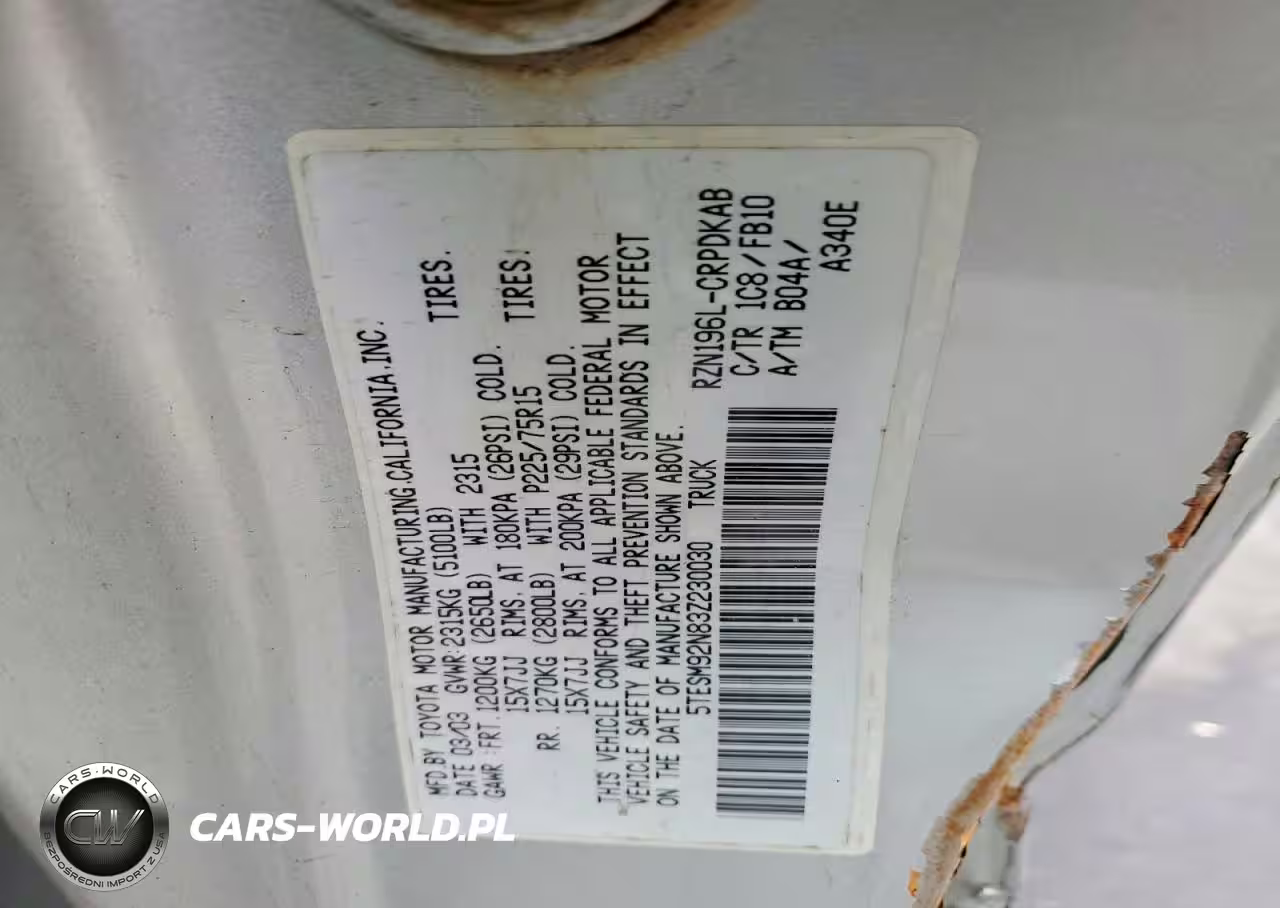 MFD.BY TOYOTA MOTOR MANUFACTURING.CALIFORNIA.INC.
DATE 03/03 GVWR:2315KG (5100LB)
GAWR :FRT.1200KG (2650LB) WITH 2315 TIRES.
15X7JJ RIMS. AT 180KPA (26PSI) COLD.
RR. 1270KG (2800LB) WITH P225/75R15 TIRES.
15X7JJ RIMS. AT 200KPA (29PSI) COLD.
THIS VEHICLE CONFORMS TO ALL APPLICABLE FEDERAL MOTOR
VEHICLE SAFETY AND THEFT PREVENTION STANDARDS IN EFFECT
ON THE DATE OF MANUFACTURE SHOWN ABOVE.
5TESM92N83Z230030 TRUCK
RZN196L-CRPDKAB
C/TR 1C8/FB10
A/TM B04A/
A340E
CARS-WORLD
CW
BEZPOŚREDNI IMPORT Z USA
CARS-WORLD.PL